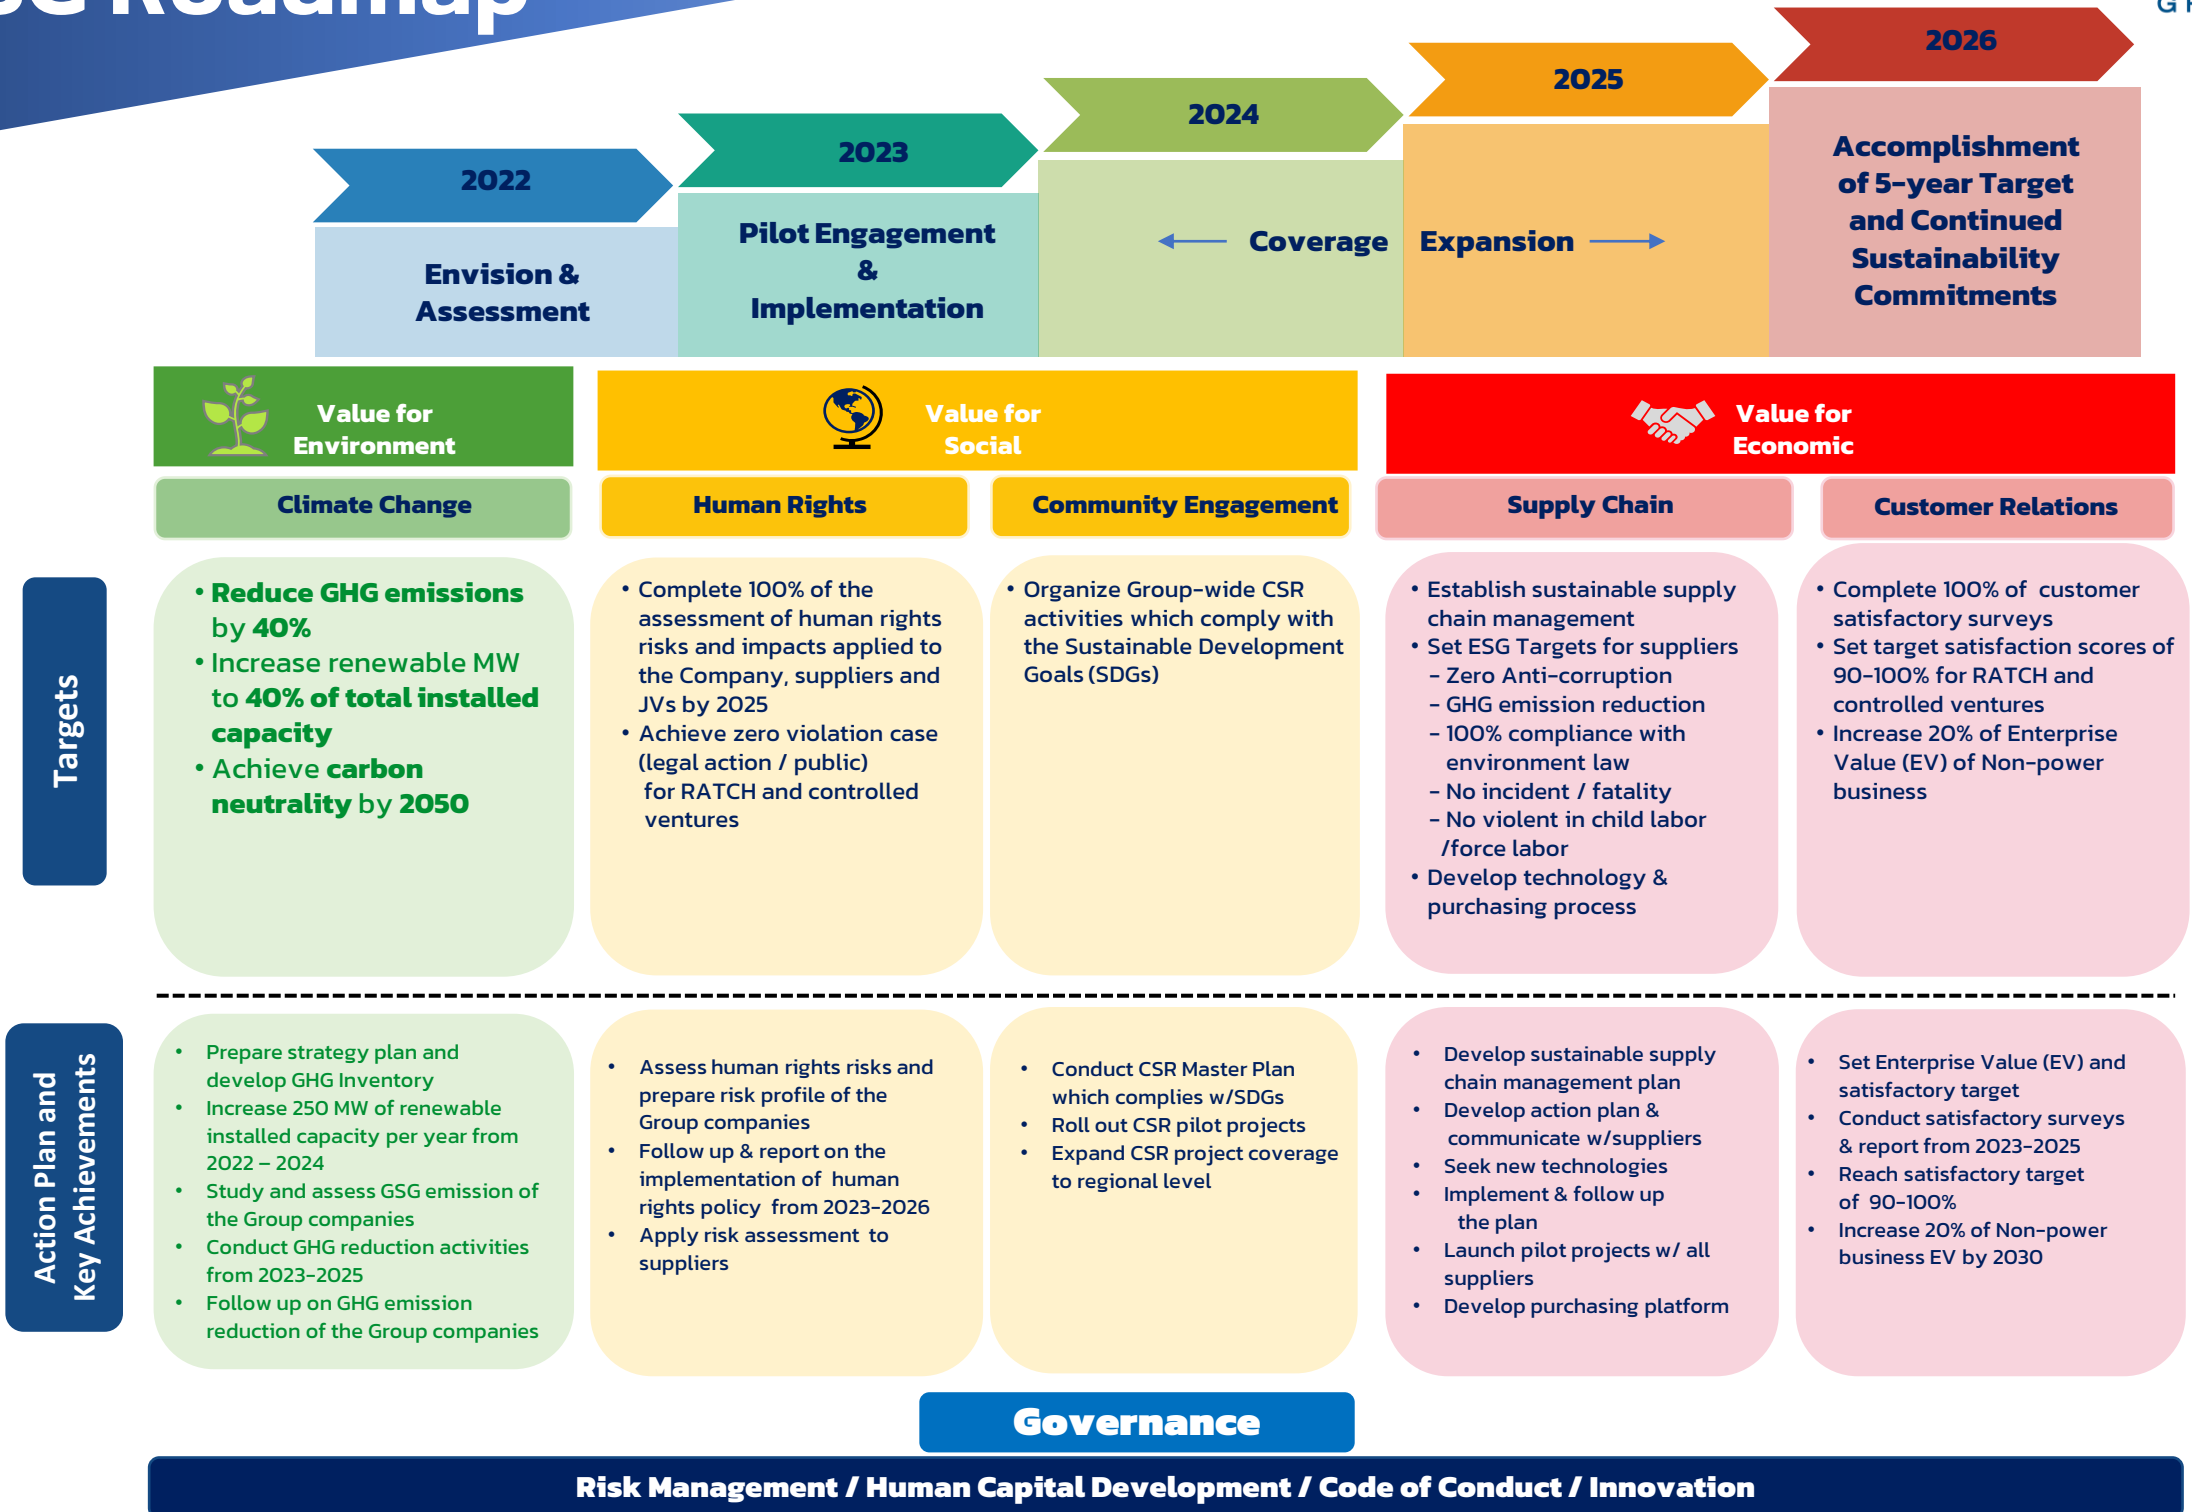 Roadmap
2022
2023
2024
2025
2026
Envision &
Assessment
Pilot Engagement
&
Implementation
Coverage Expansion
Accomplishment
of 5-year Target
and Continued
Sustainability
Commitments
Value for
Environment
Value for
Social
Value for
Economic
Climate Change
Human Rights
Community Engagement
Supply Chain
Customer Relations
Targets
• Reduce GHG emissions
by 40%
• Increase renewable MW
to 40% of total installed
capacity
• Achieve carbon
neutrality by 2050
• Complete 100% of the
assessment of human rights
risks and impacts applied to
the Company, suppliers and
JVs by 2025
• Achieve zero violation case
(legal action / public)
for RATCH and controlled
ventures
• Organize Group-wide CSR
activities which comply with
the Sustainable Development
Goals (SDGs)
• Establish sustainable supply
chain management
• Set ESG Targets for suppliers
- Zero Anti-corruption
- GHG emission reduction
- 100% compliance with
environment law
- No incident / fatality
- No violent in child labor
/force labor
• Develop technology &
purchasing process
• Complete 100% of customer
satisfactory surveys
• Set target satisfaction scores of
90-100% for RATCH and
controlled ventures
• Increase 20% of Enterprise
Value (EV) of Non-power
business
Action Plan and
Key Achievements
• Prepare strategy plan and
develop GHG Inventory
• Increase 250 MW of renewable
installed capacity per year from
2022 – 2024
• Study and assess GSG emission of
the Group companies
• Conduct GHG reduction activities
from 2023-2025
• Follow up on GHG emission
reduction of the Group companies
• Assess human rights risks and
prepare risk profile of the
Group companies
• Follow up & report on the
implementation of human
rights policy from 2023-2026
• Apply risk assessment to
suppliers
• Conduct CSR Master Plan
which complies w/SDGs
• Roll out CSR pilot projects
• Expand CSR project coverage
to regional level
• Develop sustainable supply
chain management plan
• Develop action plan &
communicate w/suppliers
• Seek new technologies
• Implement & follow up
the plan
• Launch pilot projects w/ all
suppliers
• Develop purchasing platform
• Set Enterprise Value (EV) and
satisfactory target
• Conduct satisfactory surveys
& report from 2023-2025
• Reach satisfactory target
of 90-100%
• Increase 20% of Non-power
business EV by 2030
Governance
Risk Management / Human Capital Development / Code of Conduct / Innovation